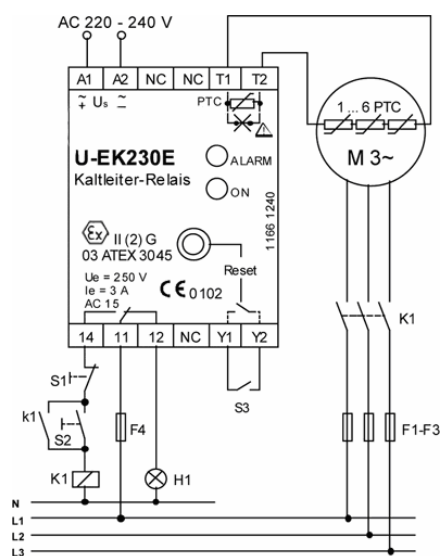 AC 220 - 240 V
A1 A2 NC NC T1 T2
~ ~
+ Us −
PTC
1 ... 6 PTC
M 3~
U-EK230E
Kaltleiter-Relais
ALARM
ON
1166 1240
Ex II (2) G
03 ATEX 3045
Ue = 250 V
Ie = 3 A
AC 15
CE 0102
Reset
14 11 12 NC Y1 Y2
K1
S1
k1
S2
F4
S3
F1-F3
K1
H1
N
L1
L2
L3